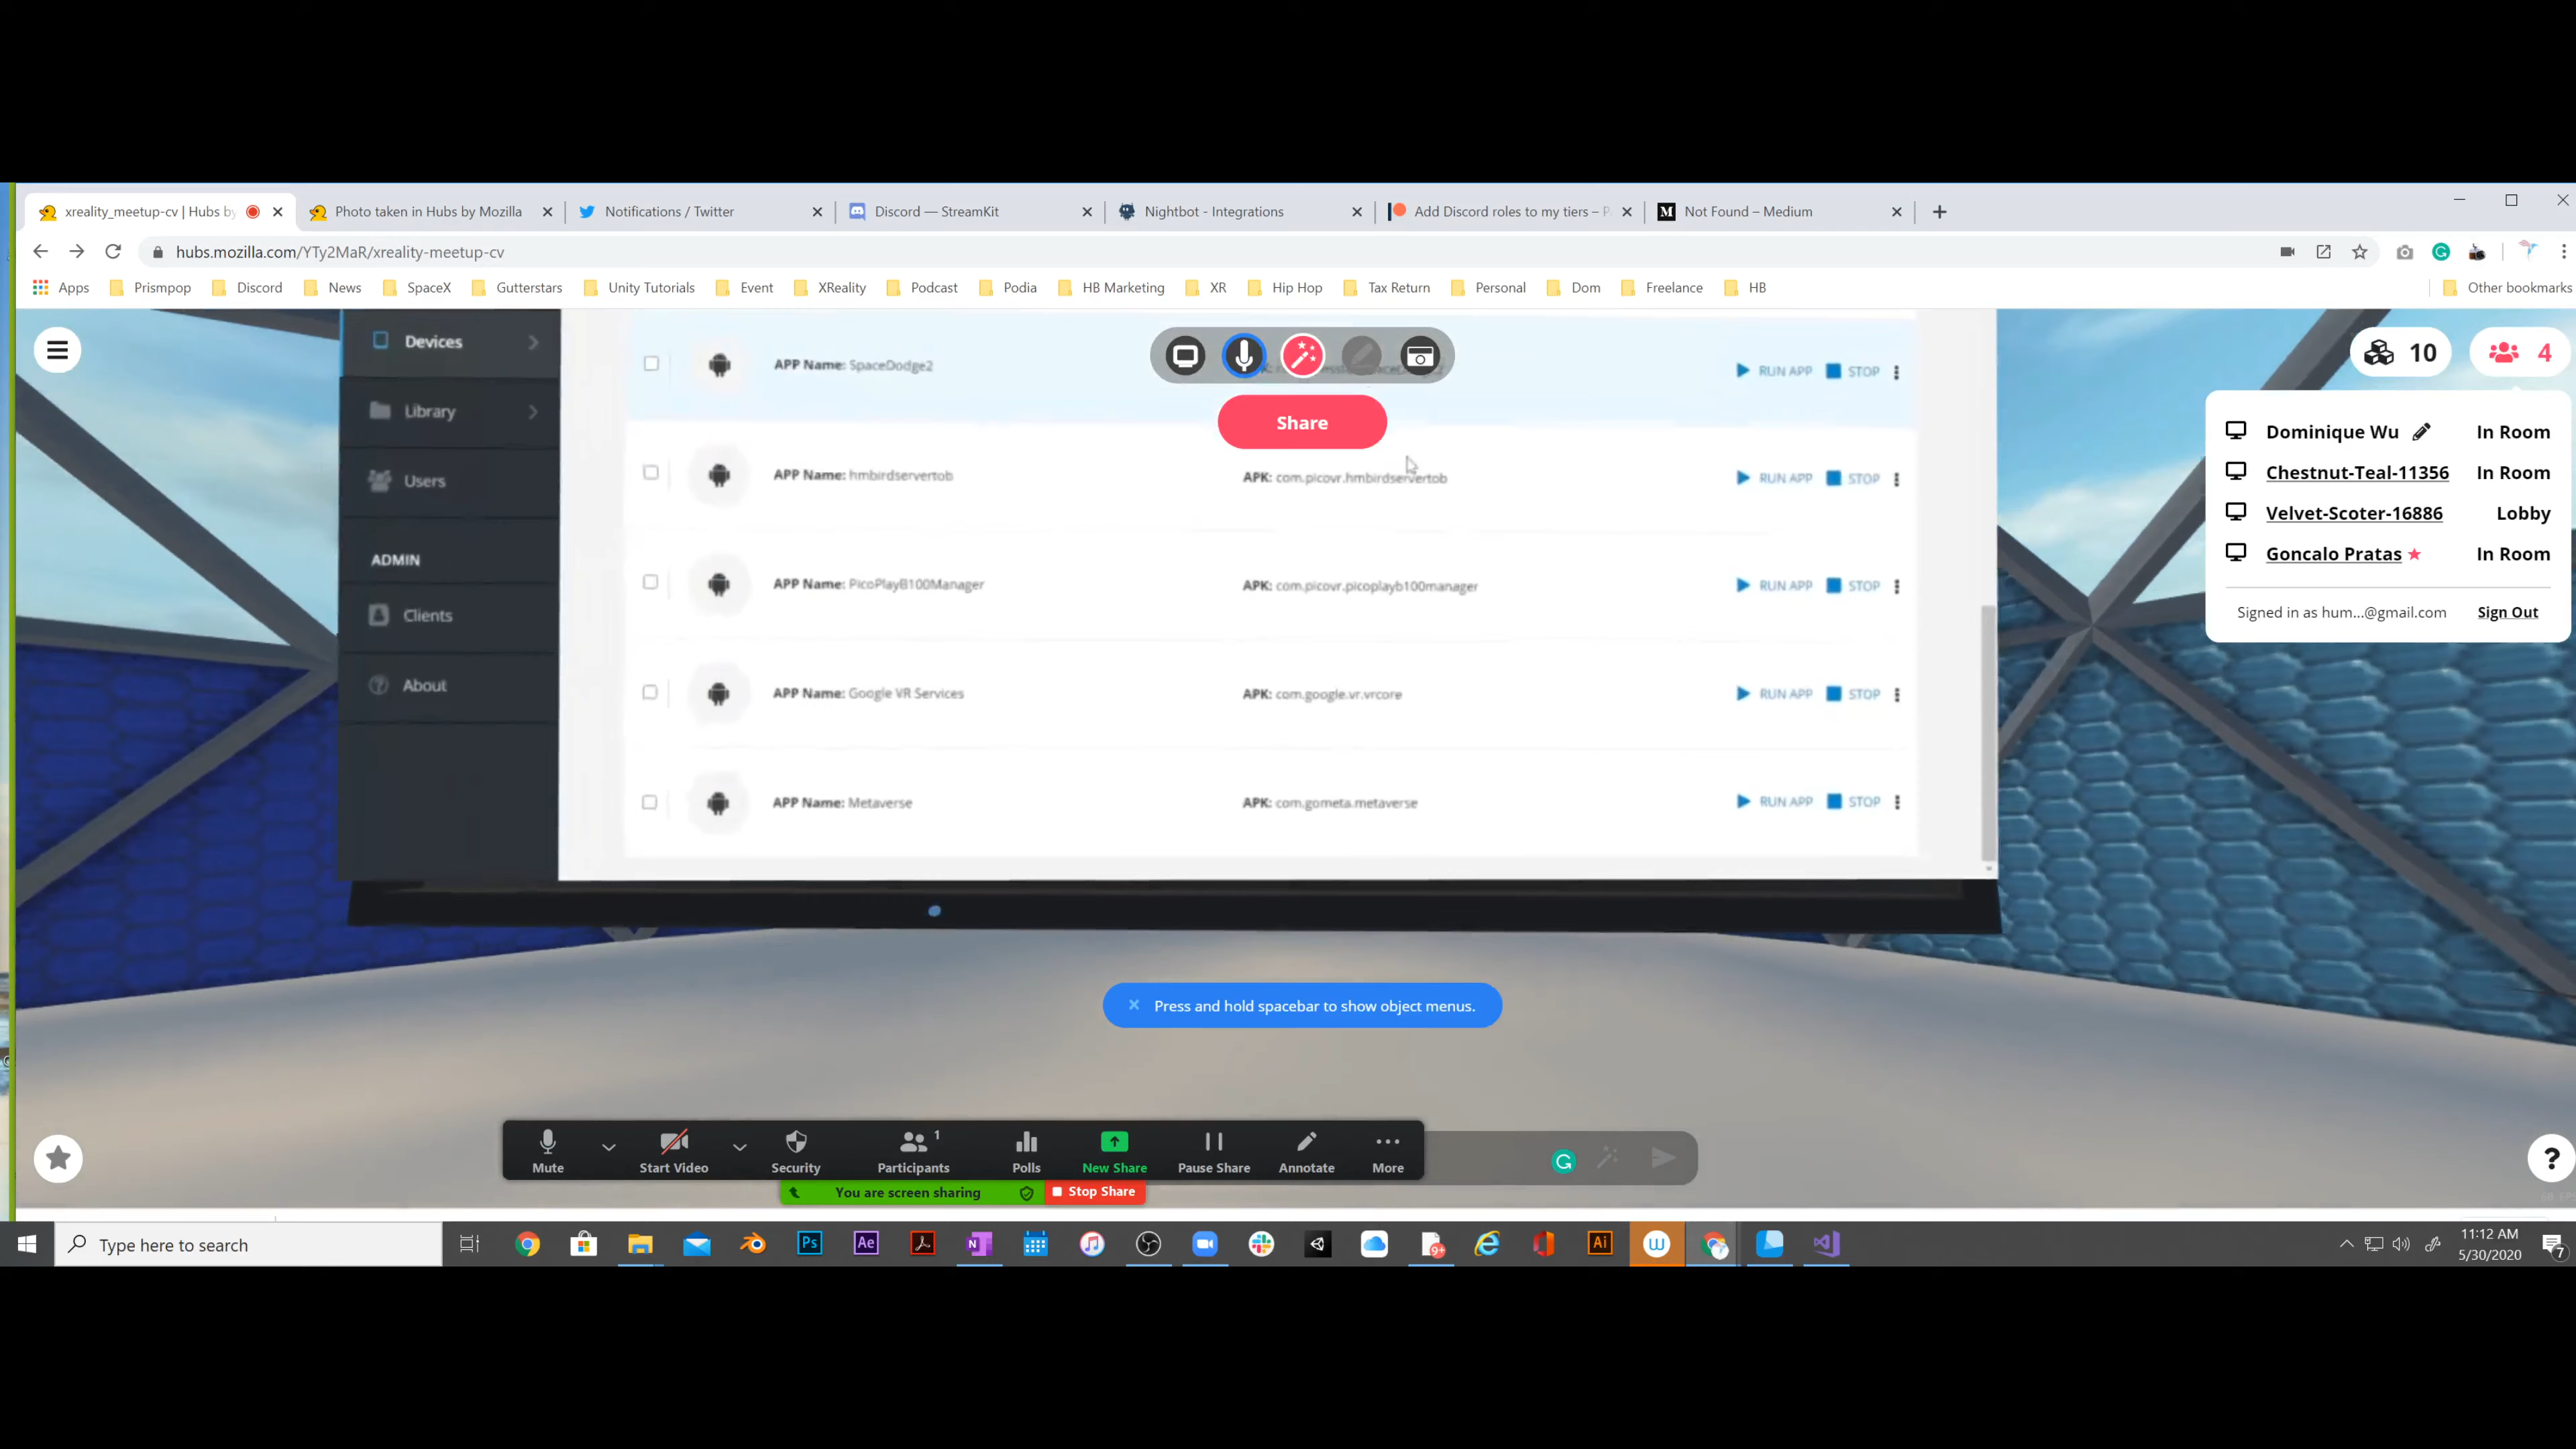 xreality_meetup-cv | Hubs by
Photo taken in Hubs by Mozilla
Notifications / Twitter
Discord — StreamKit
Nightbot - Integrations
Add Discord roles to my tiers – P
Not Found – Medium
hubs.mozilla.com/YTy2MaR/xreality-meetup-cv
Apps Prismpop Discord News SpaceX Gutterstars Unity Tutorials Event XReality Podcast Podia HB Marketing XR Hip Hop Tax Return Personal Dom Freelance HB Other bookmarks
Devices
Library
Users
ADMIN
Clients
About
APP Name: SpaceDodge2
RUN APP STOP
Share
APP Name: hmbirdservertob APK: com.picovr.hmbirdservertob RUN APP STOP
APP Name: PicoPlayB100Manager APK: com.picovr.picoplayb100manager RUN APP STOP
APP Name: Google VR Services APK: com.google.vr.vrcore RUN APP STOP
APP Name: Metaverse APK: com.gometa.metaverse RUN APP STOP
10 4
Dominique Wu In Room
Chestnut-Teal-11356 In Room
Velvet-Scoter-16886 Lobby
Goncalo Pratas In Room
Signed in as hum...@gmail.com Sign Out
Press and hold spacebar to show object menus.
1
Mute Start Video Security Participants Polls New Share Pause Share Annotate More
You are screen sharing Stop Share
?
Type here to search
Ps Ae N 9+ Ai
11:12 AM
5/30/2020
7